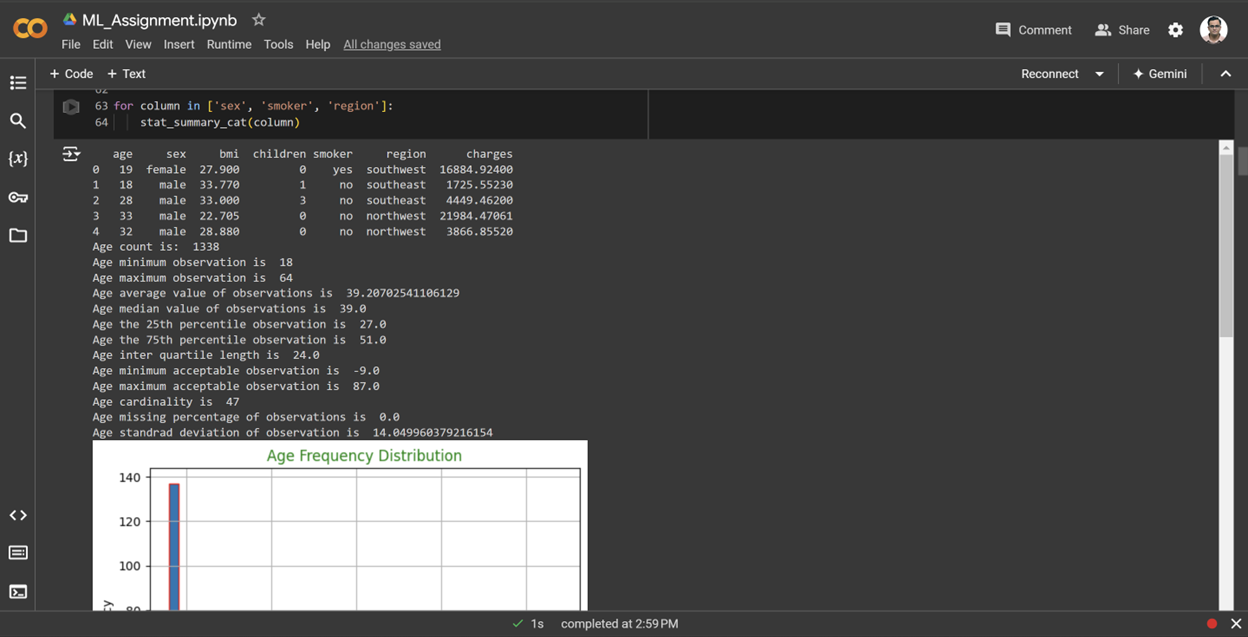 ML_Assignment.ipynb
File Edit View Insert Runtime Tools Help All changes saved
Comment Share
+ Code + Text
Reconnect Gemini
63 for column in ['sex', 'smoker', 'region']:
64 stat_summary_cat(column)
{x}
age sex bmi children smoker region charges
0 19 female 27.900 0 yes southwest 16884.92400
1 18 male 33.770 1 no southeast 1725.55230
2 28 male 33.000 3 no southeast 4449.46200
3 33 male 22.705 0 no northwest 21984.47061
4 32 male 28.880 0 no northwest 3866.85520
Age count is: 1338
Age minimum observation is 18
Age maximum observation is 64
Age average value of observations is 39.20702541106129
Age median value of observations is 39.0
Age the 25th percentile observation is 27.0
Age the 75th percentile observation is 51.0
Age inter quartile length is 24.0
Age minimum acceptable observation is -9.0
Age maximum acceptable observation is 87.0
Age cardinality is 47
Age missing percentage of observations is 0.0
Age standrad deviation of observation is 14.049960379216154
Age Frequency Distribution
140
120
100
80
1s completed at 2:59 PM